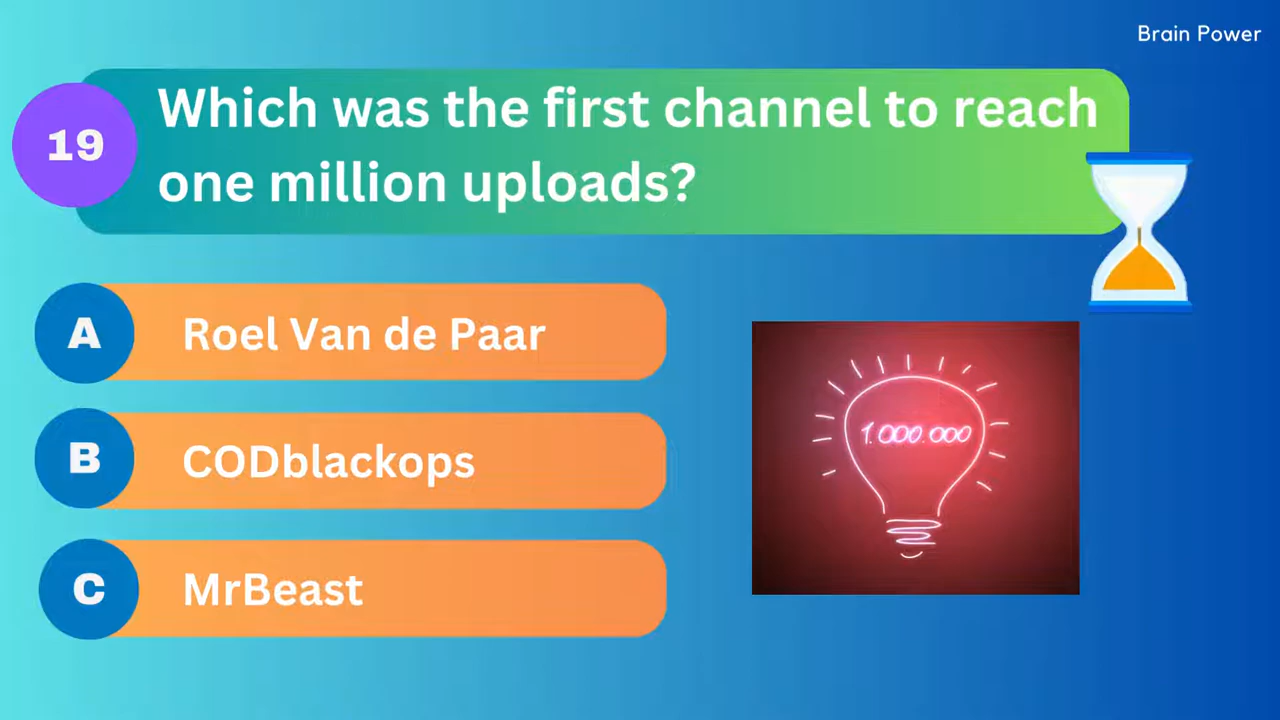 Brain Power
19
Which was the first channel to reach
one million uploads?
A
Roel Van de Paar
B
CODblackops
C
MrBeast
1.000.000